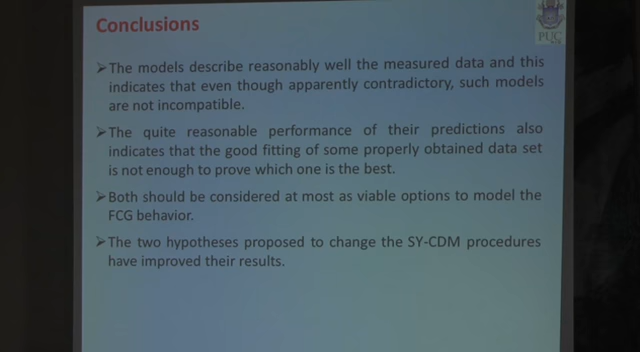 Conclusions
PUC
➤The models describe reasonably well the measured data and this
indicates that even though apparently contradictory, such models
are not incompatible.
➤The quite reasonable performance of their predictions also
indicates that the good fitting of some properly obtained data set
is not enough to prove which one is the best.
➤Both should be considered at most as viable options to model the
FCG behavior.
➤The two hypotheses proposed to change the SY-CDM procedures
have improved their results.